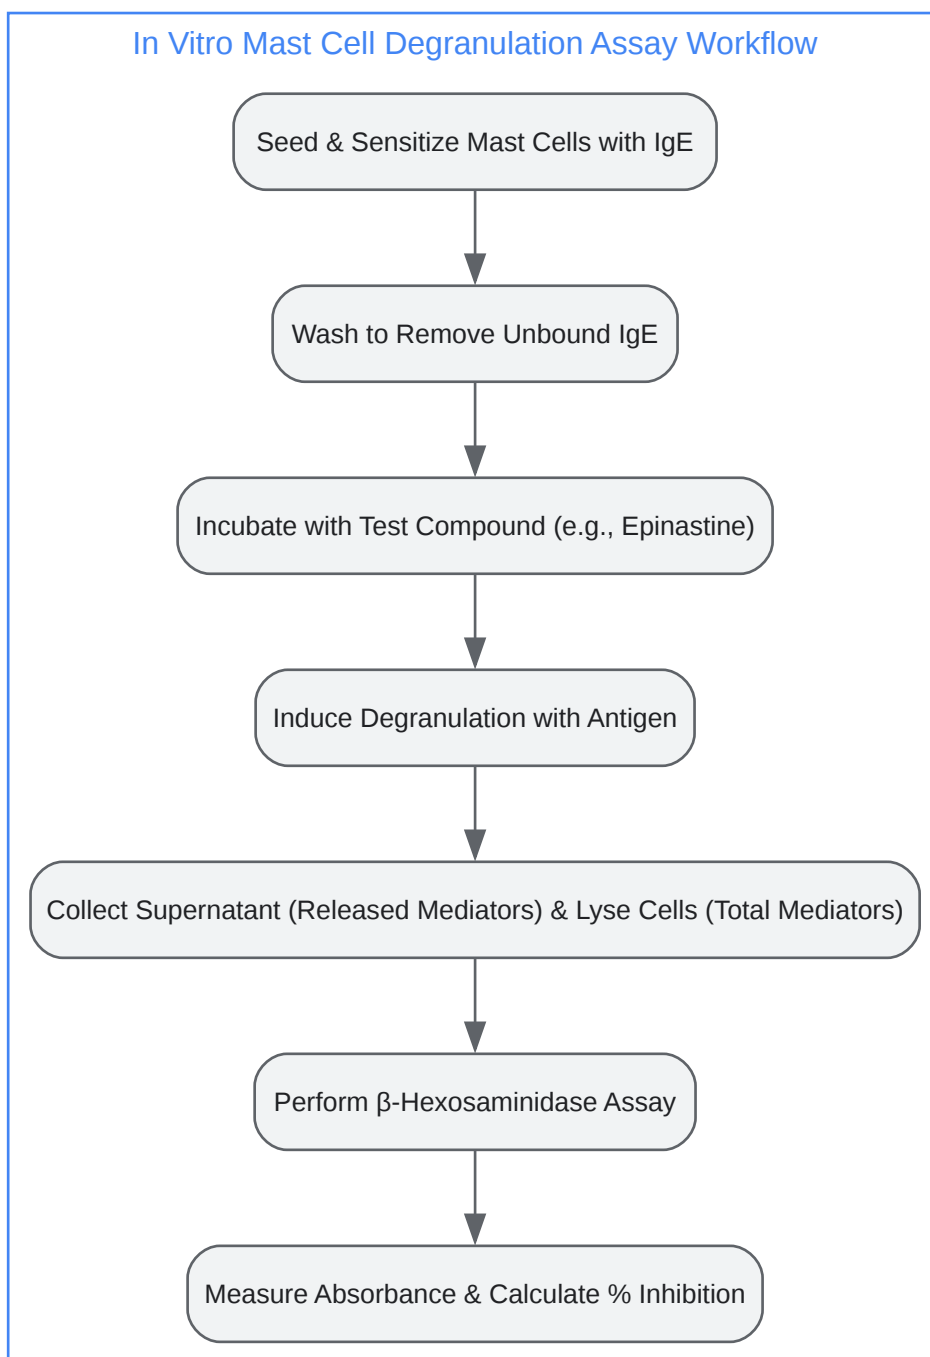 In Vitro Mast Cell Degranulation Assay Workflow
Seed & Sensitize Mast Cells with IgE
Wash to Remove Unbound IgE
Incubate with Test Compound (e.g., Epinastine)
Induce Degranulation with Antigen
Collect Supernatant (Released Mediators) & Lyse Cells (Total Mediators)
Perform β-Hexosaminidase Assay
Measure Absorbance & Calculate % Inhibition